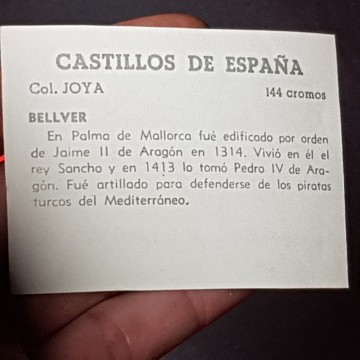 CASTILLOS DE ESPAÑA
Col. JOYA 144 cromos
BELLVER
En Palma de Mallorca fué edificado por orden
de Jaime II de Aragón en 1314. Vivió en él el
rey Sancho y en 1413 lo tomó Pedro IV de Ara-
gón. Fué artillado para defenderse de los piratas
turcos del Mediterráneo.